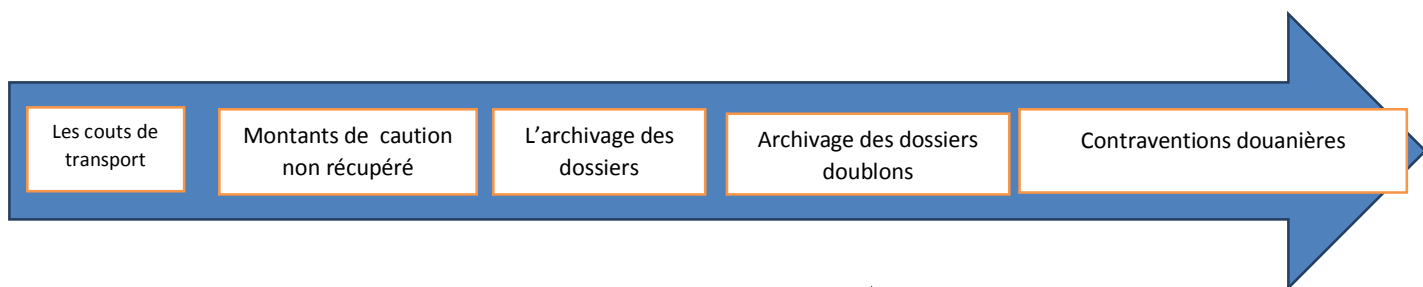 Les couts de
transport
Montants de caution
non récupéré
L'archivage des
dossiers
Archivage des dossiers
doublons
Contraventions douanières